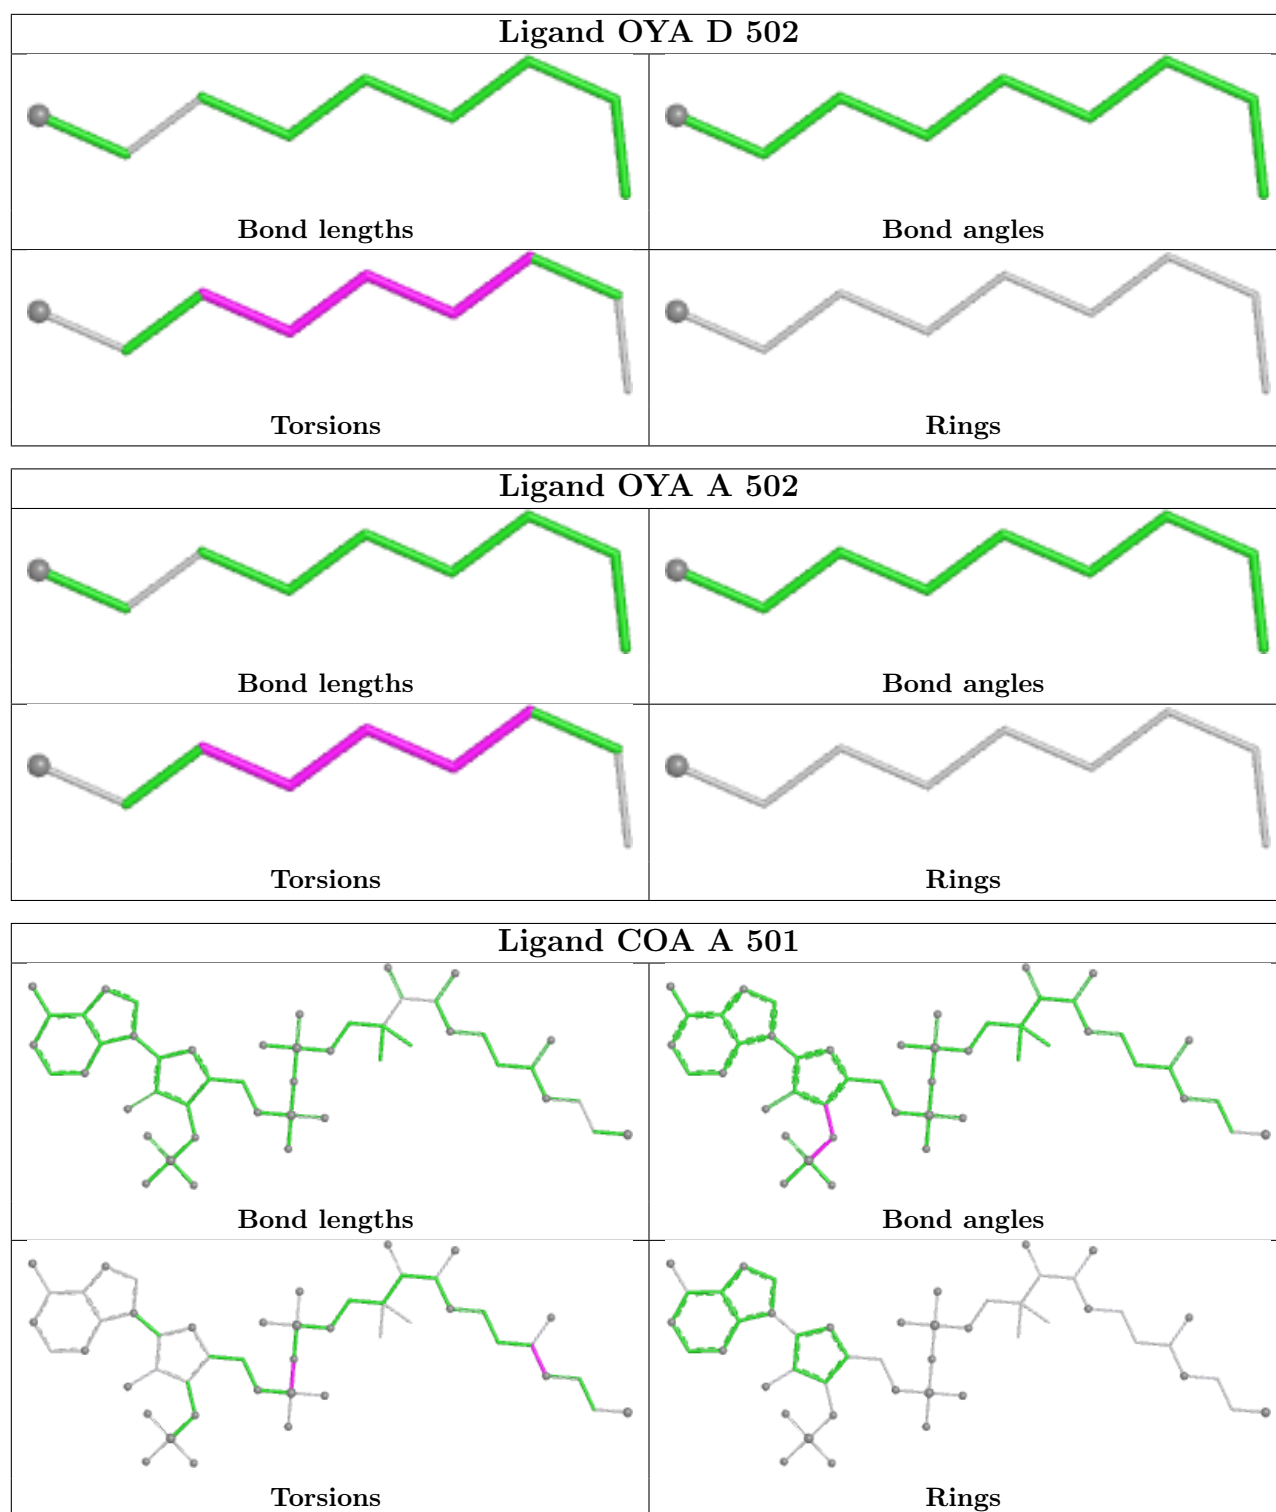 Ligand OYA D 502
Bond lengths
Bond angles
Torsions
Rings
Ligand OYA A 502
Bond lengths
Bond angles
Torsions
Rings
Ligand COA A 501
Bond lengths
Bond angles
Torsions
Rings